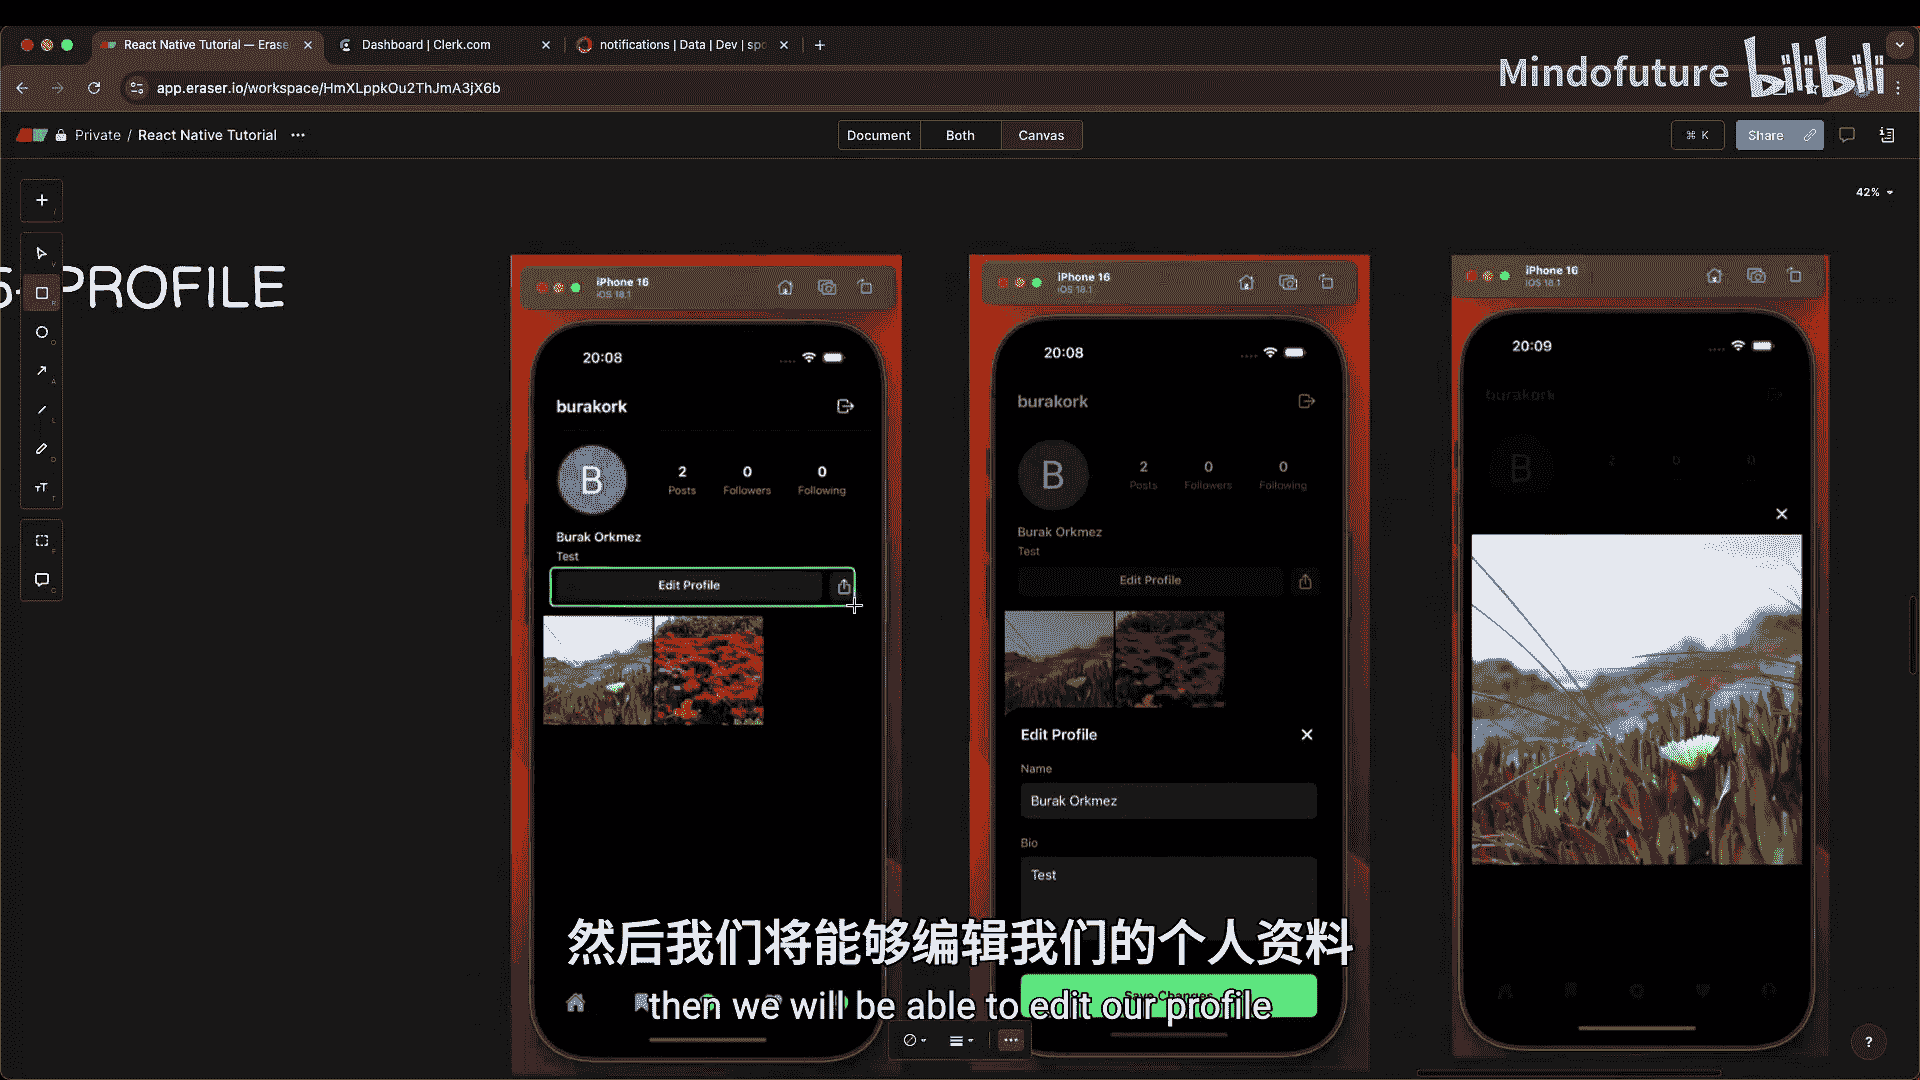 React Native Tutorial — Erase
Dashboard | Clerk.com
notifications | Data | Dev | spo
app.eraser.io/workspace/HmXLppkOu2ThJmA3jX6b
Mindofuture
bilibili
Private / React Native Tutorial
Document
Both
Canvas
⌘ K
Share
42%
PROFILE
iPhone 16
iOS 18.1
20:08
burakork
B
2
0
0
Posts
Followers
Following
Burak Orkmez
Test
Edit Profile
iPhone 16
iOS 18.1
20:08
burakork
B
2
0
0
Posts
Followers
Following
Burak Orkmez
Test
Edit Profile
Edit Profile
Name
Burak Orkmez
Bio
Test
Save Changes
iPhone 16
iOS 18.1
20:09
burakork
B
然后我们将能够编辑我们的个人资料
then we will be able to edit our profile
?